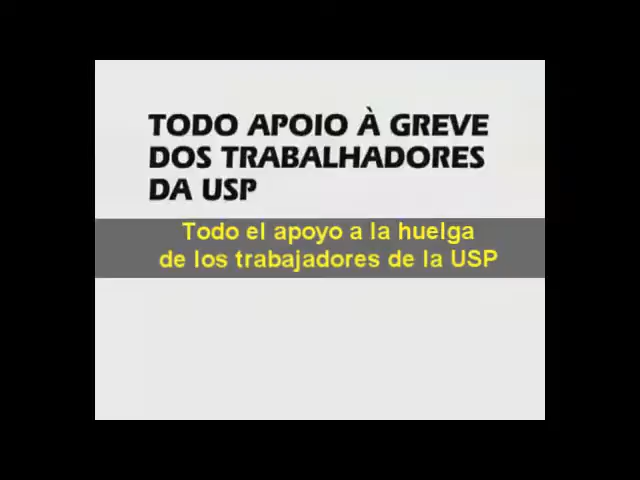 TODO APOIO À GREVE
DOS TRABALHADORES
DA USP
Todo el apoyo a la huelga
de los trabajadores de la USP